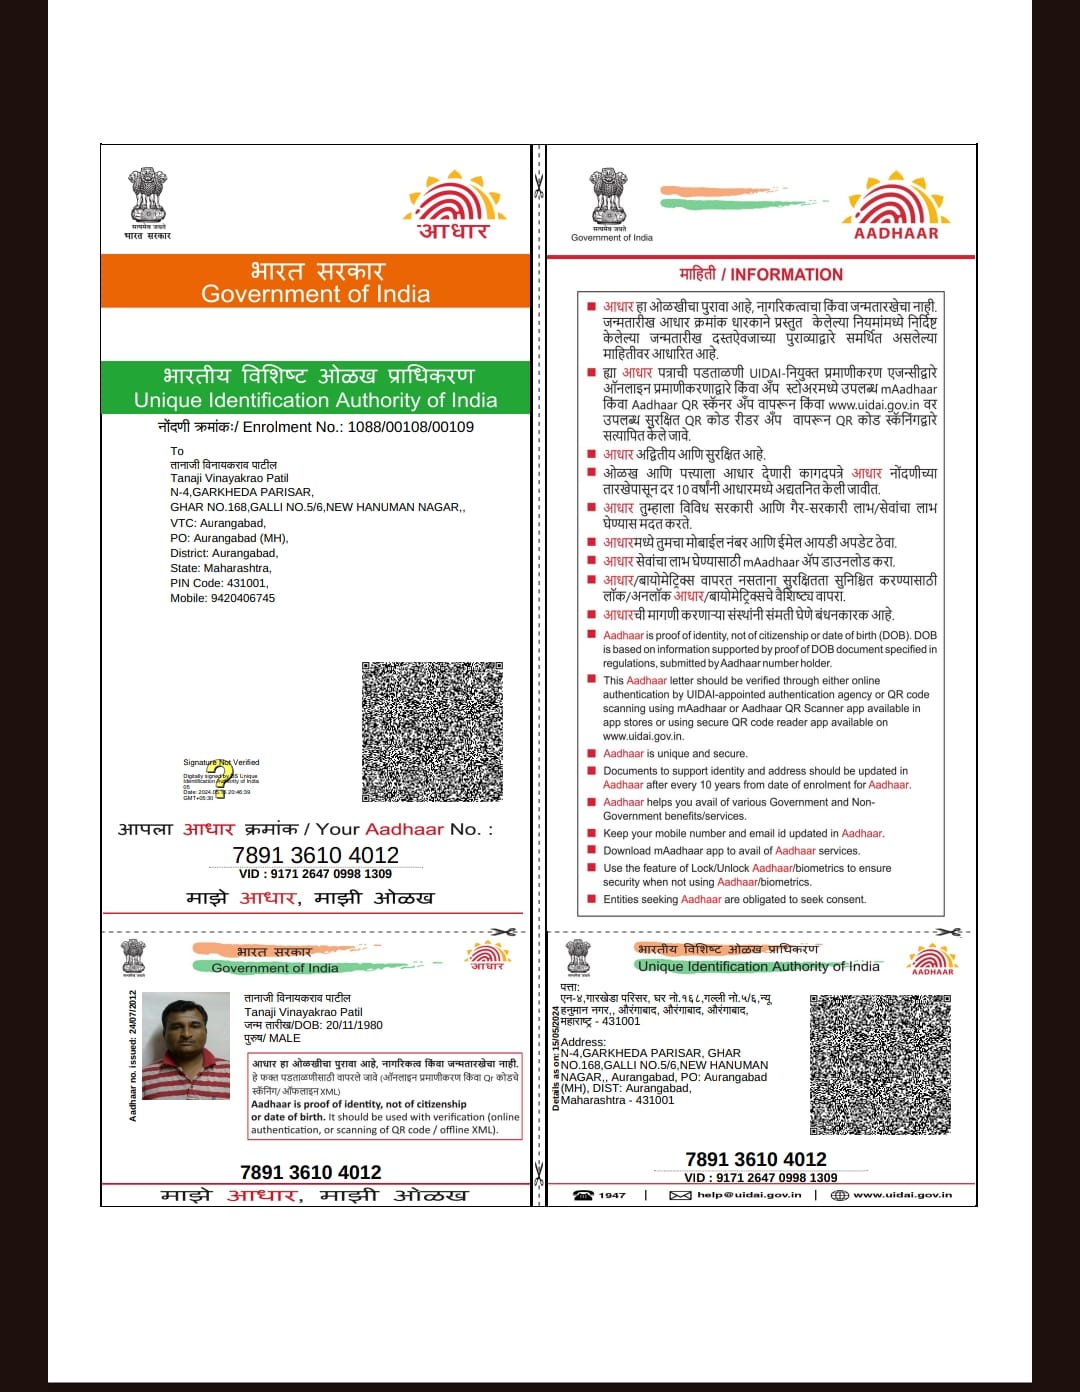 सत्यमेव जयते
भारत सरकार
आधार
भारत सरकार
Government of India
भारतीय विशिष्ट ओळख प्राधिकरण
Unique Identification Authority of India
नोंदणी क्रमांक:/ Enrolment No.: 1088/00108/00109
To
तानाजी विनायकराव पाटील
Tanaji Vinayakrao Patil
N-4,GARKHEDA PARISAR,
GHAR NO.168,GALLI NO.5/6,NEW HANUMAN NAGAR,,
VTC: Aurangabad,
PO: Aurangabad (MH),
District: Aurangabad,
State: Maharashtra,
PIN Code: 431001,
Mobile: 9420406745
Signature Not Verified
Digitally signed by DS Unique
Identification Authority of India
05
Date: 2024.05. 20:46:39
GMT+05:30
आपला आधार क्रमांक / Your Aadhaar No. :
7891 3610 4012
VID : 9171 2647 0998 1309
माझे आधार, माझी ओळख
सत्यमेव जयते
Government of India
AADHAAR
माहिती / INFORMATION
आधार हा ओळखीचा पुरावा आहे, नागरिकत्वाचा किंवा जन्मतारखेचा नाही.
जन्मतारीख आधार क्रमांक धारकाने प्रस्तुत केलेल्या नियमांमध्ये निर्दिष्ट
केलेल्या जन्मतारीख दस्तऐवजाच्या पुराव्याद्वारे समर्थित असलेल्या
माहितीवर आधारित आहे.
ह्या आधार पत्राची पडताळणी UIDAI-नियुक्त प्रमाणीकरण एजन्सीद्वारे
ऑनलाइन प्रमाणीकरणाद्वारे किंवा अ‍ॅप स्टोअरमध्ये उपलब्ध mAadhaar
किंवा Aadhaar QR स्कॅनर अ‍ॅप वापरून किंवा www.uidai.gov.in वर
उपलब्ध सुरक्षित QR कोड रीडर अ‍ॅप वापरून QR कोड स्कॅनिंगद्वारे
सत्यापित केले जावे.
आधार अद्वितीय आणि सुरक्षित आहे.
ओळख आणि पत्त्याला आधार देणारी कागदपत्रे आधार नोंदणीच्या
तारखेपासून दर 10 वर्षांनी आधारमध्ये अद्यतनित केली जावीत.
आधार तुम्हाला विविध सरकारी आणि गैर-सरकारी लाभ/सेवांचा लाभ
घेण्यास मदत करते.
आधारमध्ये तुमचा मोबाईल नंबर आणि ईमेल आयडी अपडेट ठेवा.
आधार सेवांचा लाभ घेण्यासाठी mAadhaar अ‍ॅप डाउनलोड करा.
आधार/बायोमेट्रिक्स वापरत नसताना सुरक्षितता सुनिश्चित करण्यासाठी
लॉक/अनलॉक आधार/बायोमेट्रिक्सचे वैशिष्ट्य वापरा.
आधारची मागणी करणाऱ्या संस्थांनी संमती घेणे बंधनकारक आहे.
Aadhaar is proof of identity, not of citizenship or date of birth (DOB). DOB
is based on information supported by proof of DOB document specified in
regulations, submitted by Aadhaar number holder.
This Aadhaar letter should be verified through either online
authentication by UIDAI-appointed authentication agency or QR code
scanning using mAadhaar or Aadhaar QR Scanner app available in
app stores or using secure QR code reader app available on
www.uidai.gov.in.
Aadhaar is unique and secure.
Documents to support identity and address should be updated in
Aadhaar after every 10 years from date of enrolment for Aadhaar.
Aadhaar helps you avail of various Government and Non-
Government benefits/services.
Keep your mobile number and email id updated in Aadhaar.
Download mAadhaar app to avail of Aadhaar services.
Use the feature of Lock/Unlock Aadhaar/biometrics to ensure
security when not using Aadhaar/biometrics.
Entities seeking Aadhaar are obligated to seek consent.
भारत सरकार
Government of India
आधार
Aadhaar no. issued: 24/07/2012
तानाजी विनायकराव पाटील
Tanaji Vinayakrao Patil
जन्म तारीख/DOB: 20/11/1980
पुरुष/ MALE
आधार हा ओळखीचा पुरावा आहे, नागरिकत्व किंवा जन्मतारखेचा नाही.
हे फक्त पडताळणीसाठी वापरले जावे (ऑनलाइन प्रमाणीकरण किंवा QR कोडचे
स्कॅनिंग/ ऑफलाइन XML)
Aadhaar is proof of identity, not of citizenship
or date of birth. It should be used with verification (online
authentication, or scanning of QR code / offline XML).
7891 3610 4012
माझे आधार, माझी ओळख
भारतीय विशिष्ट ओळख प्राधिकरण
Unique Identification Authority of India
AADHAAR
Details as on: 15/05/2024
पत्ता:
एन-४,गारखेडा परिसर, घर नो.१६८,गल्ली नो.५/६,न्यू
हनुमान नगर,, औरंगाबाद, औरंगाबाद, औरंगाबाद,
महाराष्ट्र - 431001
Address:
N-4,GARKHEDA PARISAR, GHAR
NO.168,GALLI NO.5/6,NEW HANUMAN
NAGAR,, Aurangabad, PO: Aurangabad
(MH), DIST: Aurangabad,
Maharashtra - 431001
7891 3610 4012
VID : 9171 2647 0998 1309
1947 | help@uidai.gov.in | www.uidai.gov.in